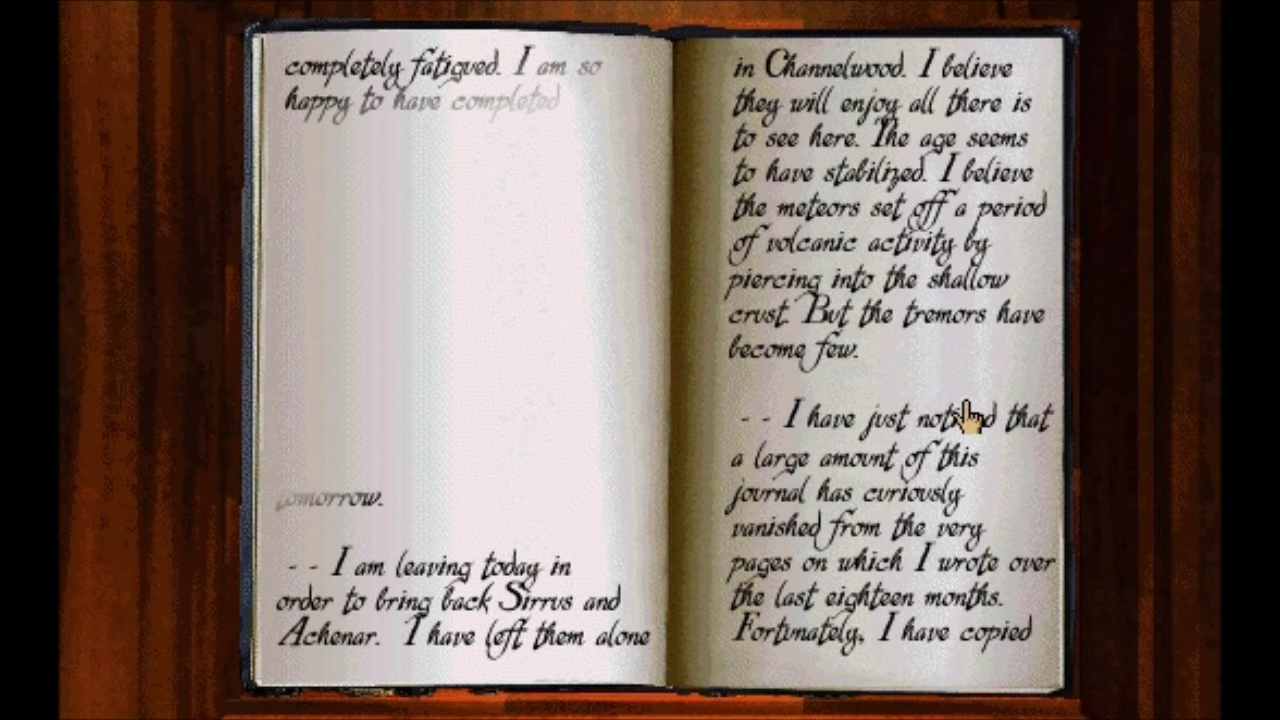 completely fatigued. I am so
happy to have completed
tomorrow.
- - I am leaving today in
order to bring back Sirrus and
Achenar. I have left them alone
in Channelwood. I believe
they will enjoy all there is
to see here. The age seems
to have stabilized. I believe
the meteors set off a period
of volcanic activity by
piercing into the shallow
crust. But the tremors have
become few.
- - I have just noticed that
a large amount of this
journal has curiously
vanished from the very
pages on which I wrote over
the last eighteen months.
Fortunately, I have copied